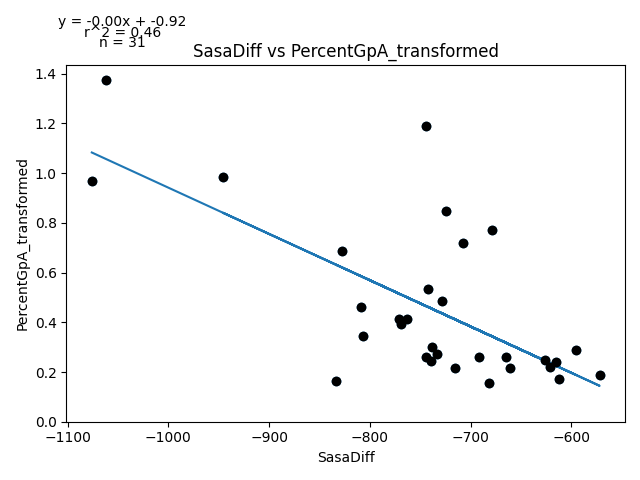 y = -0.00x + -0.92
r^2 = 0.46
n = 31
SasaDiff vs PercentGpA_transformed
PercentGpA_transformed
1.4
1.2
1.0
0.8
0.6
0.4
0.2
0.0
−1100 −1000 −900 −800 −700 −600
SasaDiff